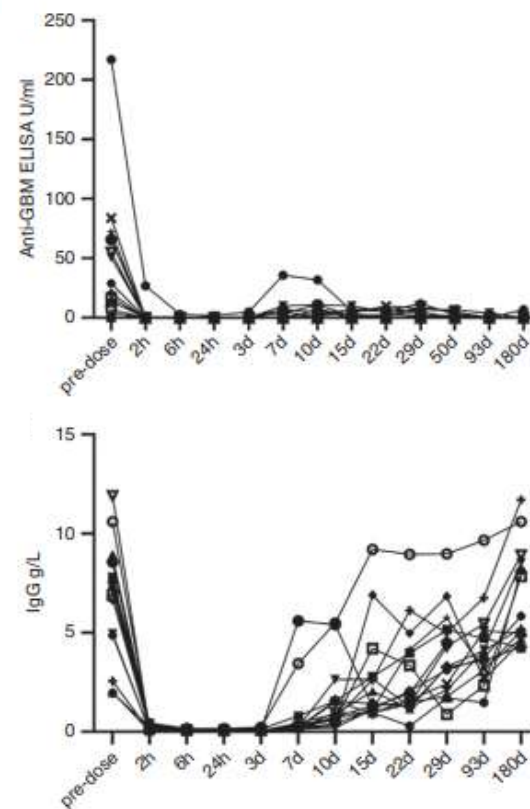 250
200
150
100
50
0
Anti-GBM ELISA U/ml
pre-dose 2h 6h 24h 3d 7d 10d 15d 22d 29d 50d 93d 180d
15
10
5
0
IgG g/L
pre-dose 2h 6h 24h 3d 7d 10d 15d 22d 29d 93d 180d